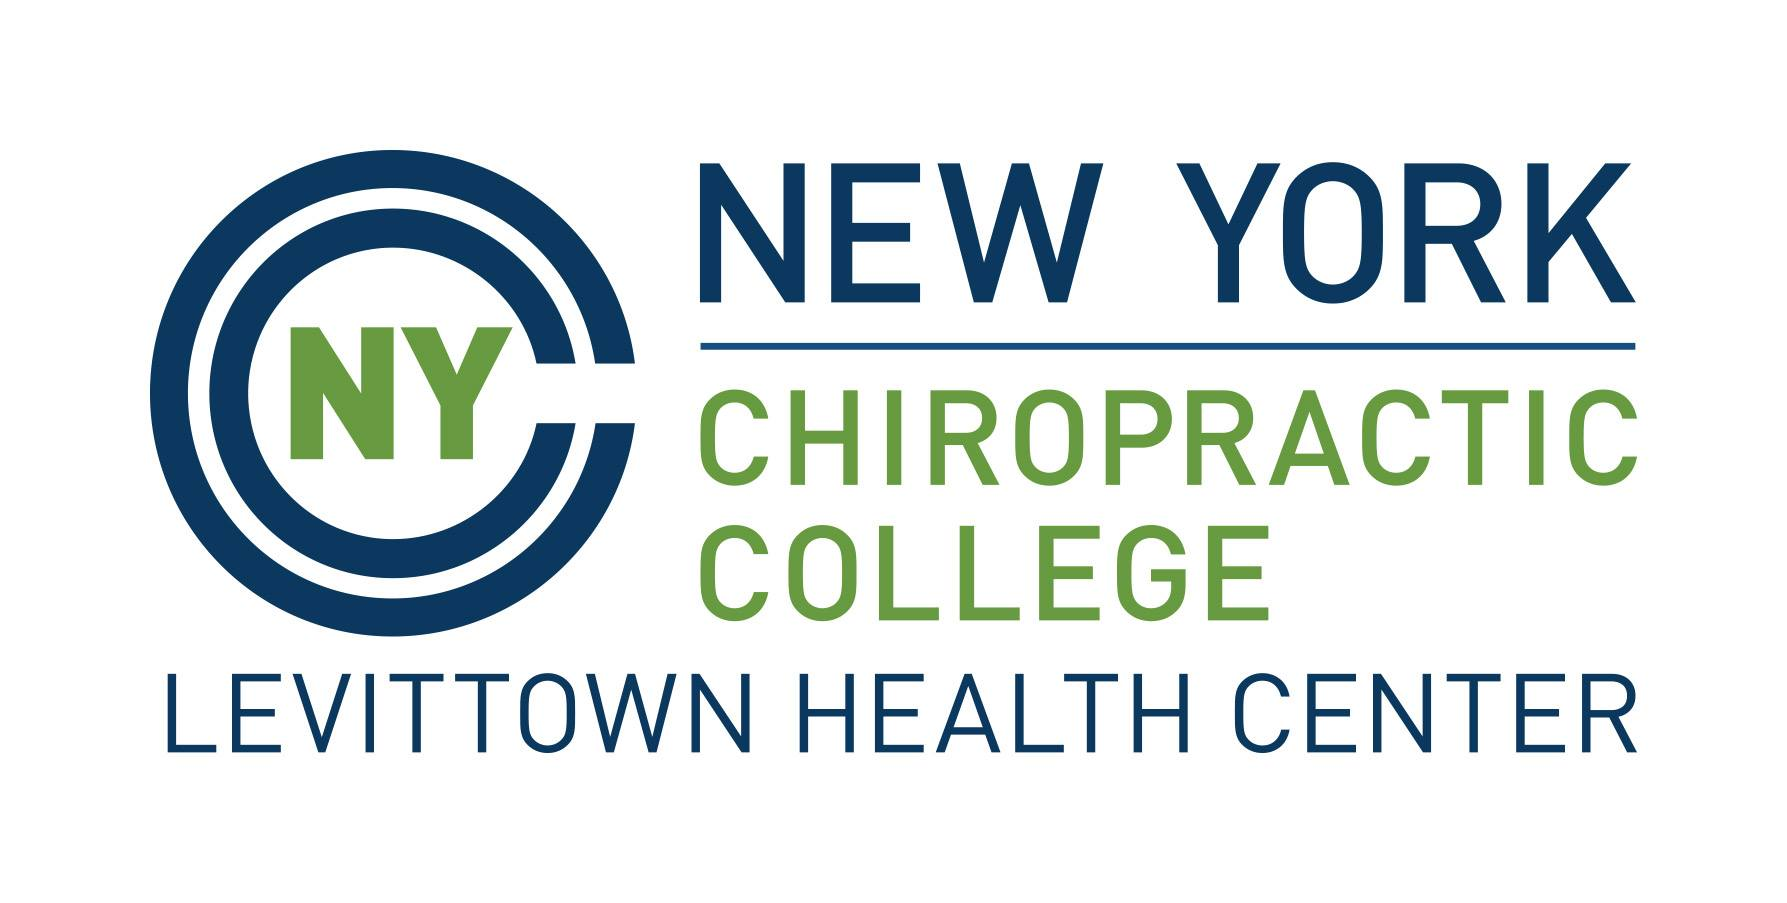 NY
NEW YORK
CHIROPRACTIC
COLLEGE
LEVITTOWN HEALTH CENTER